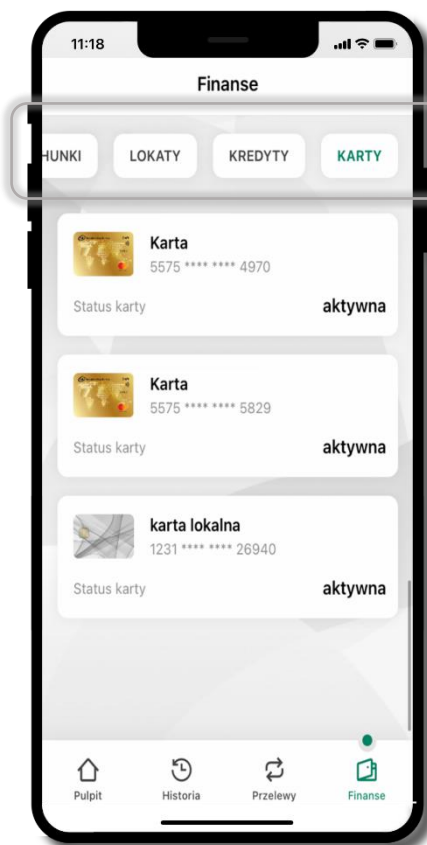 11:18
Finanse
HUNKI LOKATY KREDYTY KARTY
Karta
5575 **** **** 4970
Status karty aktywna
Karta
5575 **** **** 5829
Status karty aktywna
karta lokalna
1231 **** **** 26940
Status karty aktywna
Pulpit Historia Przelewy Finanse